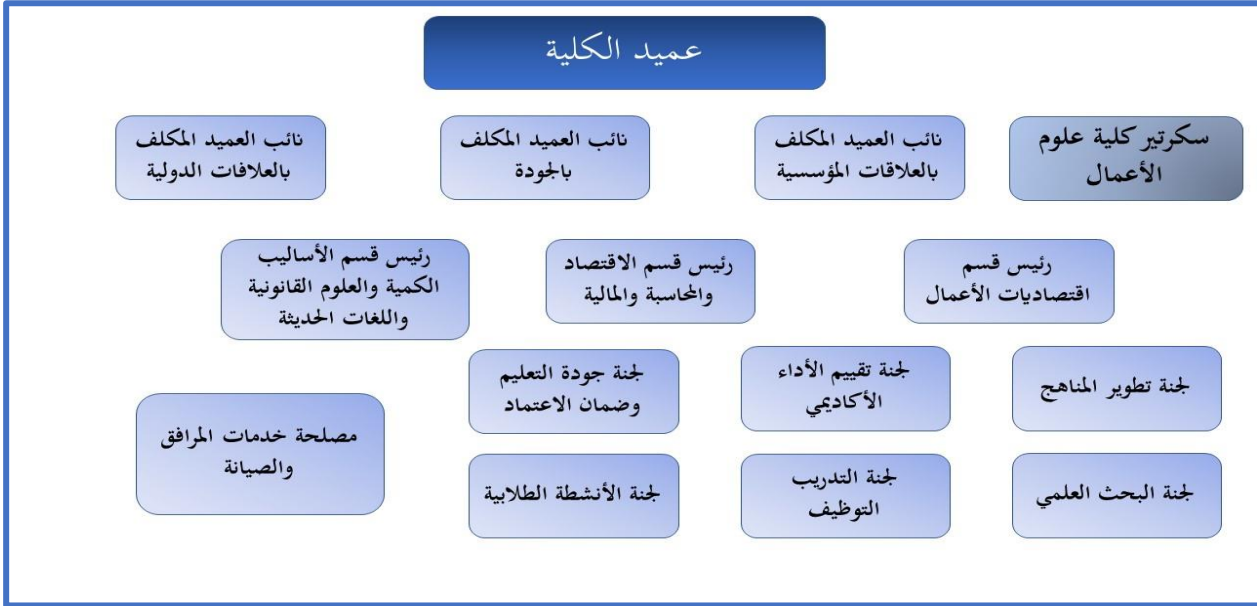 عميد الكلية
سكرتير كلية علوم
الأعمال
نائب العميد المكلف
بالعلاقات المؤسسية
نائب العميد المكلف
بالجودة
نائب العميد المكلف
بالعلافات الدولية
رئيس قسم
اقتصاديات الأعمال
رئيس قسم الاقتصاد
والمحاسبة والمالية
رئيس قسم الأساليب
الكمية والعلوم القانونية
واللغات الحديثة
لجنة تطوير المناهج
لجنة تقييم الأداء
الأكاديمي
لجنة جودة التعليم
وضمان الاعتماد
مصلحة خدمات المرافق
والصيانة
لجنة البحث العلمي
لجنة التدريب
التوظيف
لجنة الأنشطة الطلابية